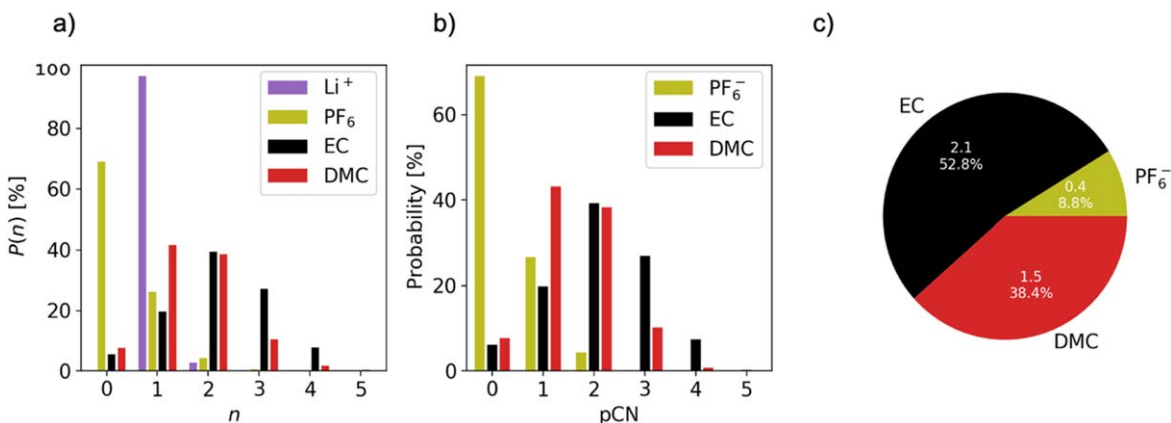 a)
b)
c)
100
80
60
40
20
0
P(n) [%]
Li⁺
PF₆
EC
DMC
0 1 2 3 4 5
n
60
40
20
0
Probability [%]
PF₆⁻
EC
DMC
0 1 2 3 4 5
pCN
EC
2.1
52.8%
PF₆⁻
0.4
8.8%
1.5
38.4%
DMC